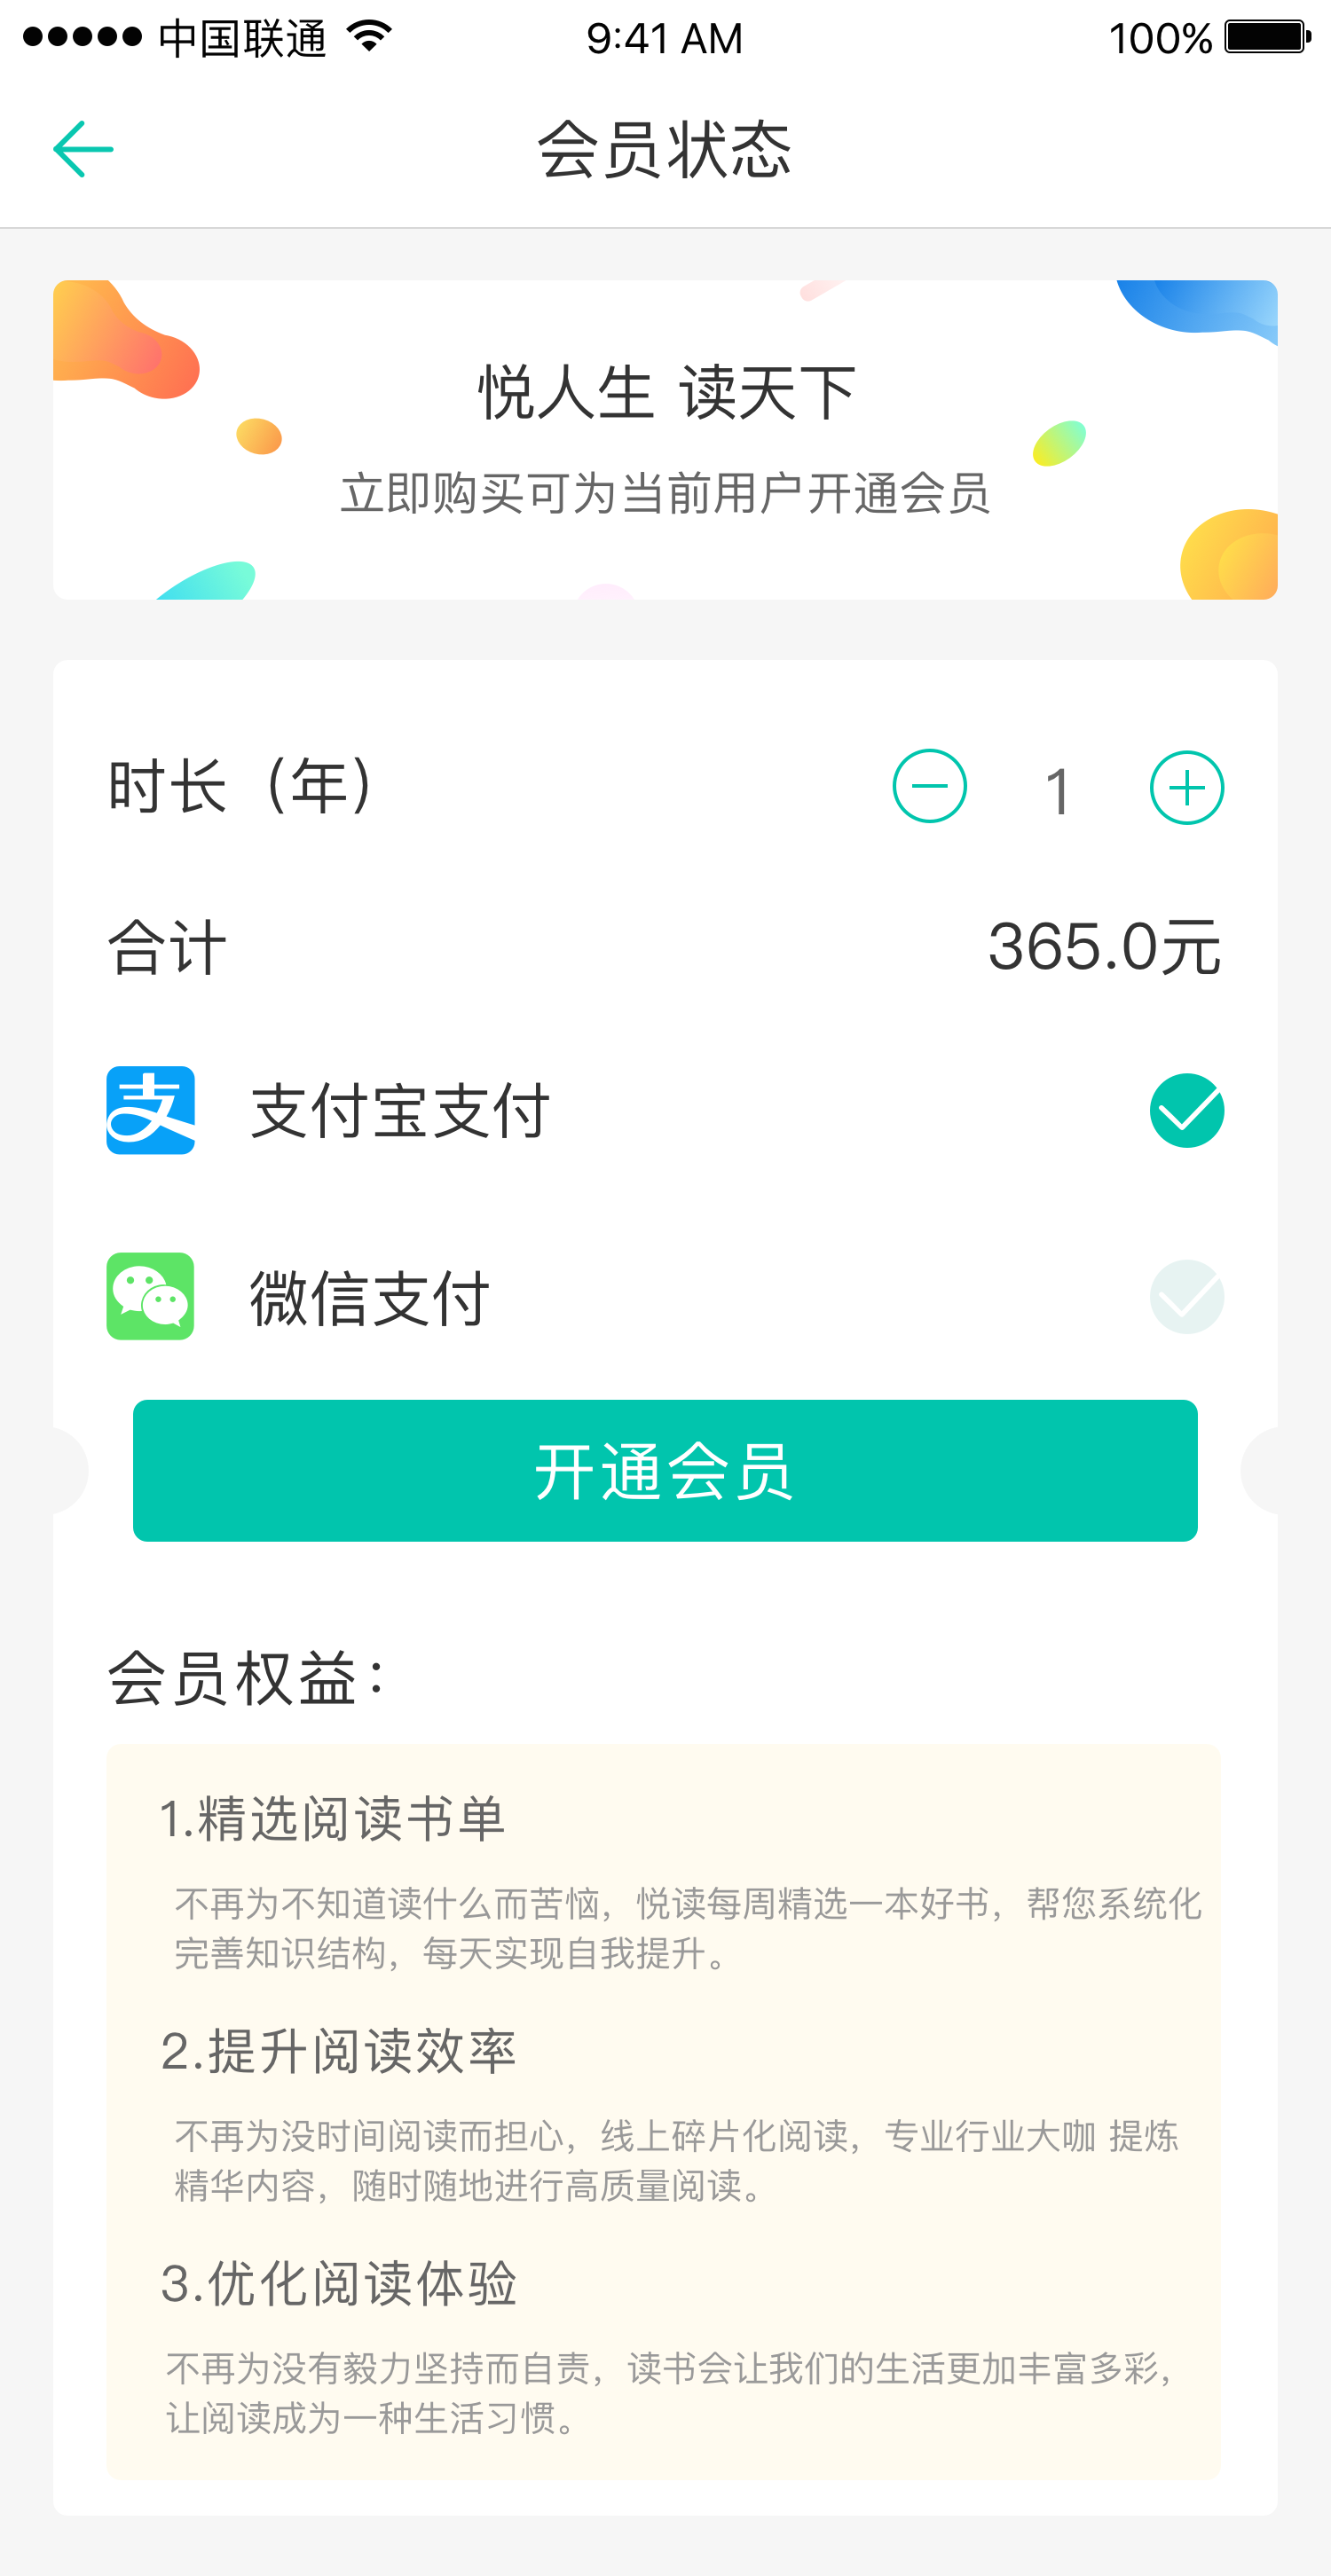 中国联通 9:41 AM 100%
会员状态
悦人生 读天下
立即购买可为当前用户开通会员
时长（年） 1
合计 365.0元
支付宝支付
微信支付
开通会员
会员权益：
1.精选阅读书单
不再为不知道读什么而苦恼，悦读每周精选一本好书，帮您系统化
完善知识结构，每天实现自我提升。
2.提升阅读效率
不再为没时间阅读而担心，线上碎片化阅读，专业行业大咖 提炼
精华内容，随时随地进行高质量阅读。
3.优化阅读体验
不再为没有毅力坚持而自责，读书会让我们的生活更加丰富多彩，
让阅读成为一种生活习惯。